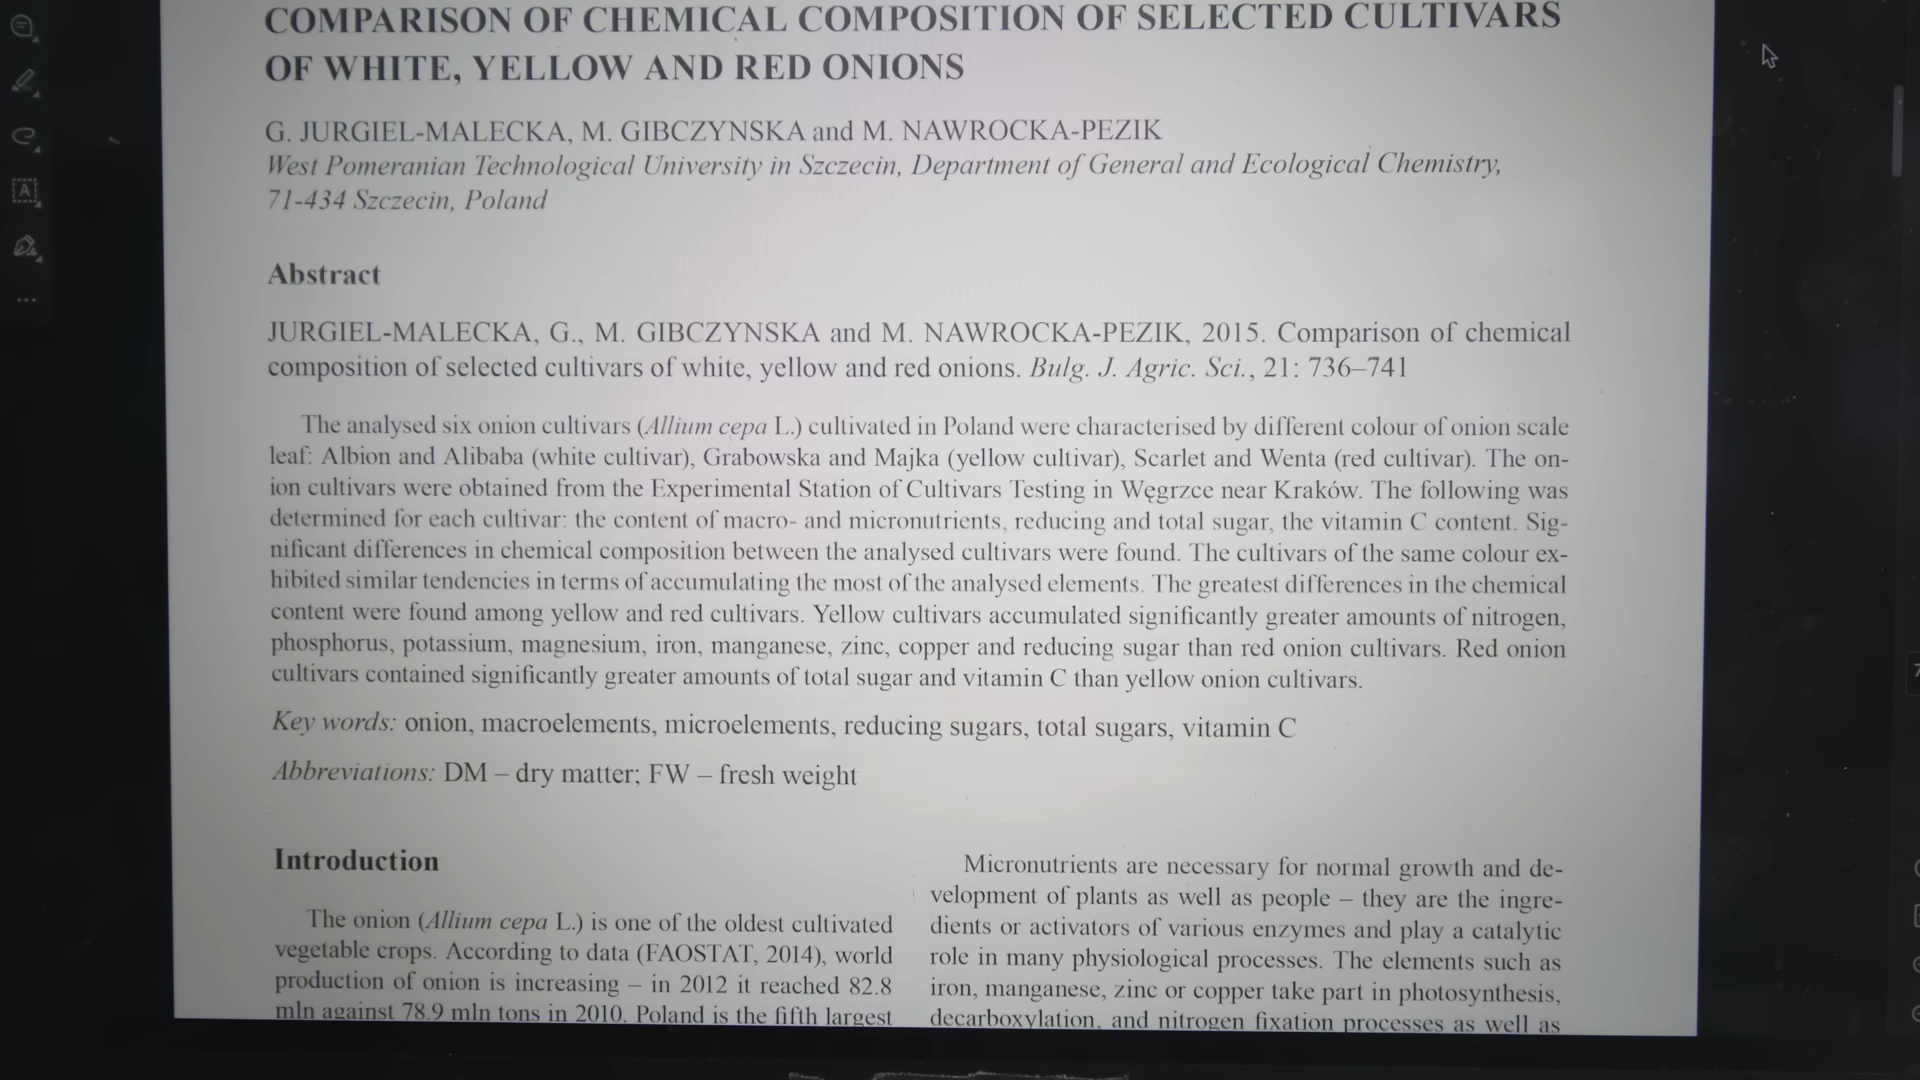 COMPARISON OF CHEMICAL COMPOSITION OF SELECTED CULTIVARS
OF WHITE, YELLOW AND RED ONIONS
G. JURGIEL-MALECKA, M. GIBCZYNSKA and M. NAWROCKA-PEZIK
West Pomeranian Technological University in Szczecin, Department of General and Ecological Chemistry,
71-434 Szczecin, Poland
Abstract
JURGIEL-MALECKA, G., M. GIBCZYNSKA and M. NAWROCKA-PEZIK, 2015. Comparison of chemical
composition of selected cultivars of white, yellow and red onions. Bulg. J. Agric. Sci., 21: 736–741
The analysed six onion cultivars (Allium cepa L.) cultivated in Poland were characterised by different colour of onion scale
leaf: Albion and Alibaba (white cultivar), Grabowska and Majka (yellow cultivar), Scarlet and Wenta (red cultivar). The on-
ion cultivars were obtained from the Experimental Station of Cultivars Testing in Węgrzce near Kraków. The following was
determined for each cultivar: the content of macro- and micronutrients, reducing and total sugar, the vitamin C content. Sig-
nificant differences in chemical composition between the analysed cultivars were found. The cultivars of the same colour ex-
hibited similar tendencies in terms of accumulating the most of the analysed elements. The greatest differences in the chemical
content were found among yellow and red cultivars. Yellow cultivars accumulated significantly greater amounts of nitrogen,
phosphorus, potassium, magnesium, iron, manganese, zinc, copper and reducing sugar than red onion cultivars. Red onion
cultivars contained significantly greater amounts of total sugar and vitamin C than yellow onion cultivars.
Key words: onion, macroelements, microelements, reducing sugars, total sugars, vitamin C
Abbreviations: DM – dry matter; FW – fresh weight
Introduction
The onion (Allium cepa L.) is one of the oldest cultivated
vegetable crops. According to data (FAOSTAT, 2014), world
production of onion is increasing – in 2012 it reached 82.8
mln against 78.9 mln tons in 2010. Poland is the fifth largest
Micronutrients are necessary for normal growth and de-
velopment of plants as well as people – they are the ingre-
dients or activators of various enzymes and play a catalytic
role in many physiological processes. The elements such as
iron, manganese, zinc or copper take part in photosynthesis,
decarboxylation, and nitrogen fixation processes as well as